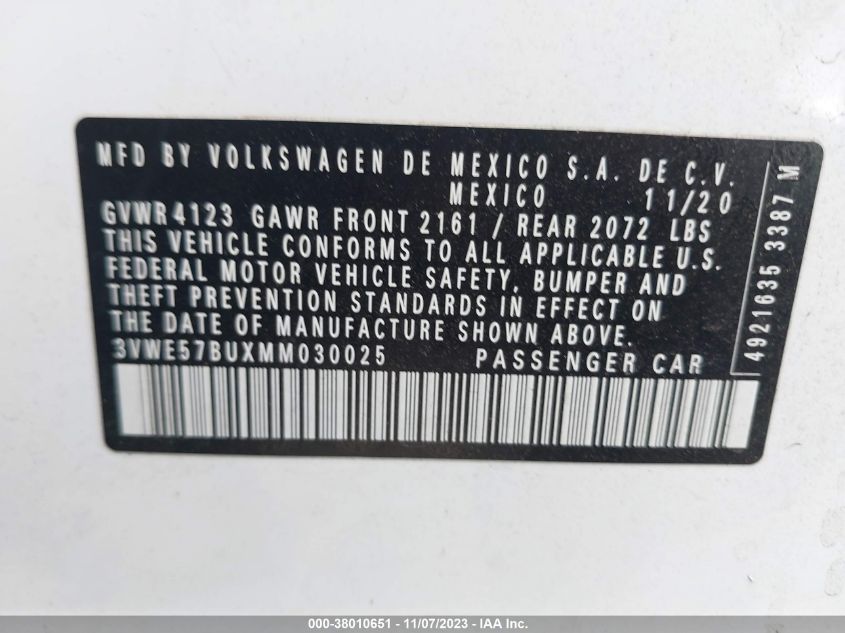 MFD BY VOLKSWAGEN DE MEXICO S.A. DE C.V.
MEXICO 11/20
GVWR4123 GAWR FRONT 2161 / REAR 2072 LBS
THIS VEHICLE CONFORMS TO ALL APPLICABLE U.S.
FEDERAL MOTOR VEHICLE SAFETY, BUMPER AND
THEFT PREVENTION STANDARDS IN EFFECT ON
THE DATE OF MANUFACTURE SHOWN ABOVE.
3VWE57BUXMM030025 PASSENGER CAR
4921635 3387 M
000-38010651 | 11/07/2023 | IAA Inc.